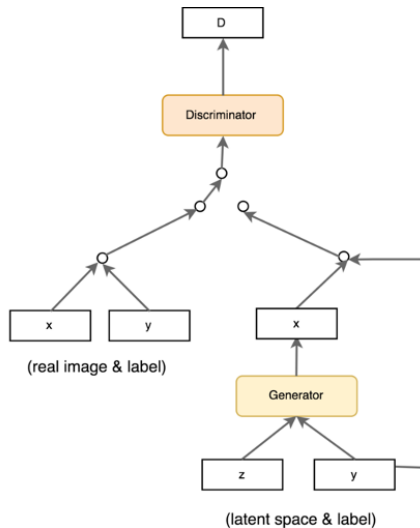 D
Discriminator
x
y
(real image & label)
x
Generator
z
y
(latent space & label)